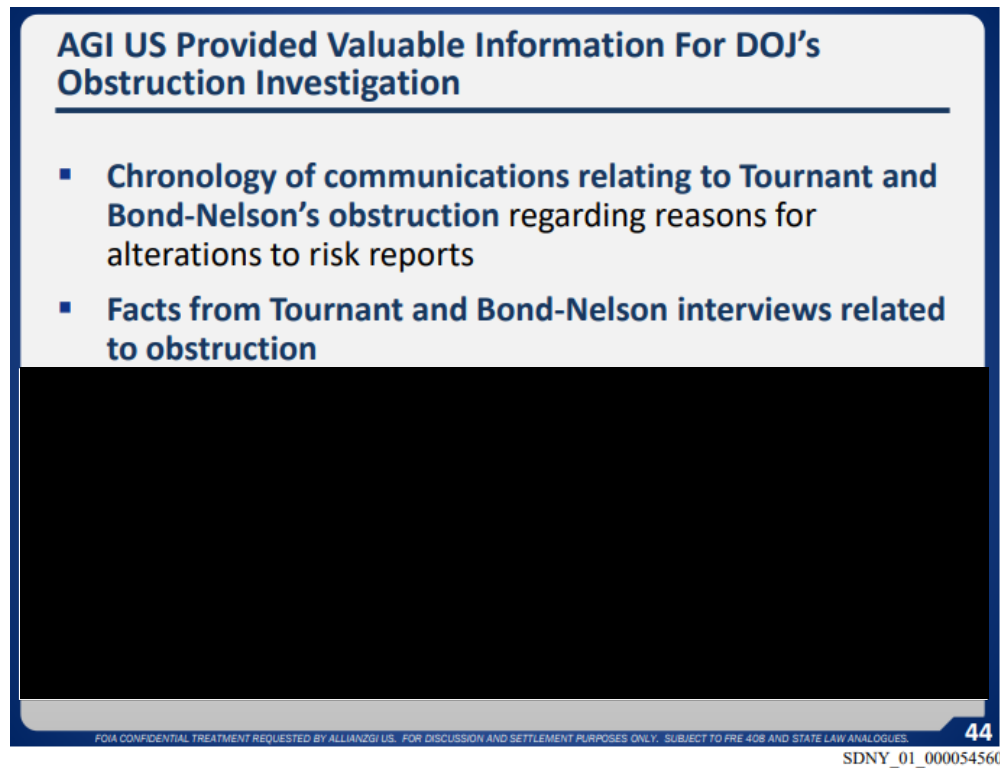 AGI US Provided Valuable Information For DOJ's
Obstruction Investigation
▪ Chronology of communications relating to Tournant and
Bond-Nelson's obstruction regarding reasons for
alterations to risk reports
▪ Facts from Tournant and Bond-Nelson interviews related
to obstruction
FOIA CONFIDENTIAL TREATMENT REQUESTED BY ALLIANZGI US. FOR DISCUSSION AND SETTLEMENT PURPOSES ONLY. SUBJECT TO FRE 408 AND STATE LAW ANALOGUES.
44
SDNY_01_000054560